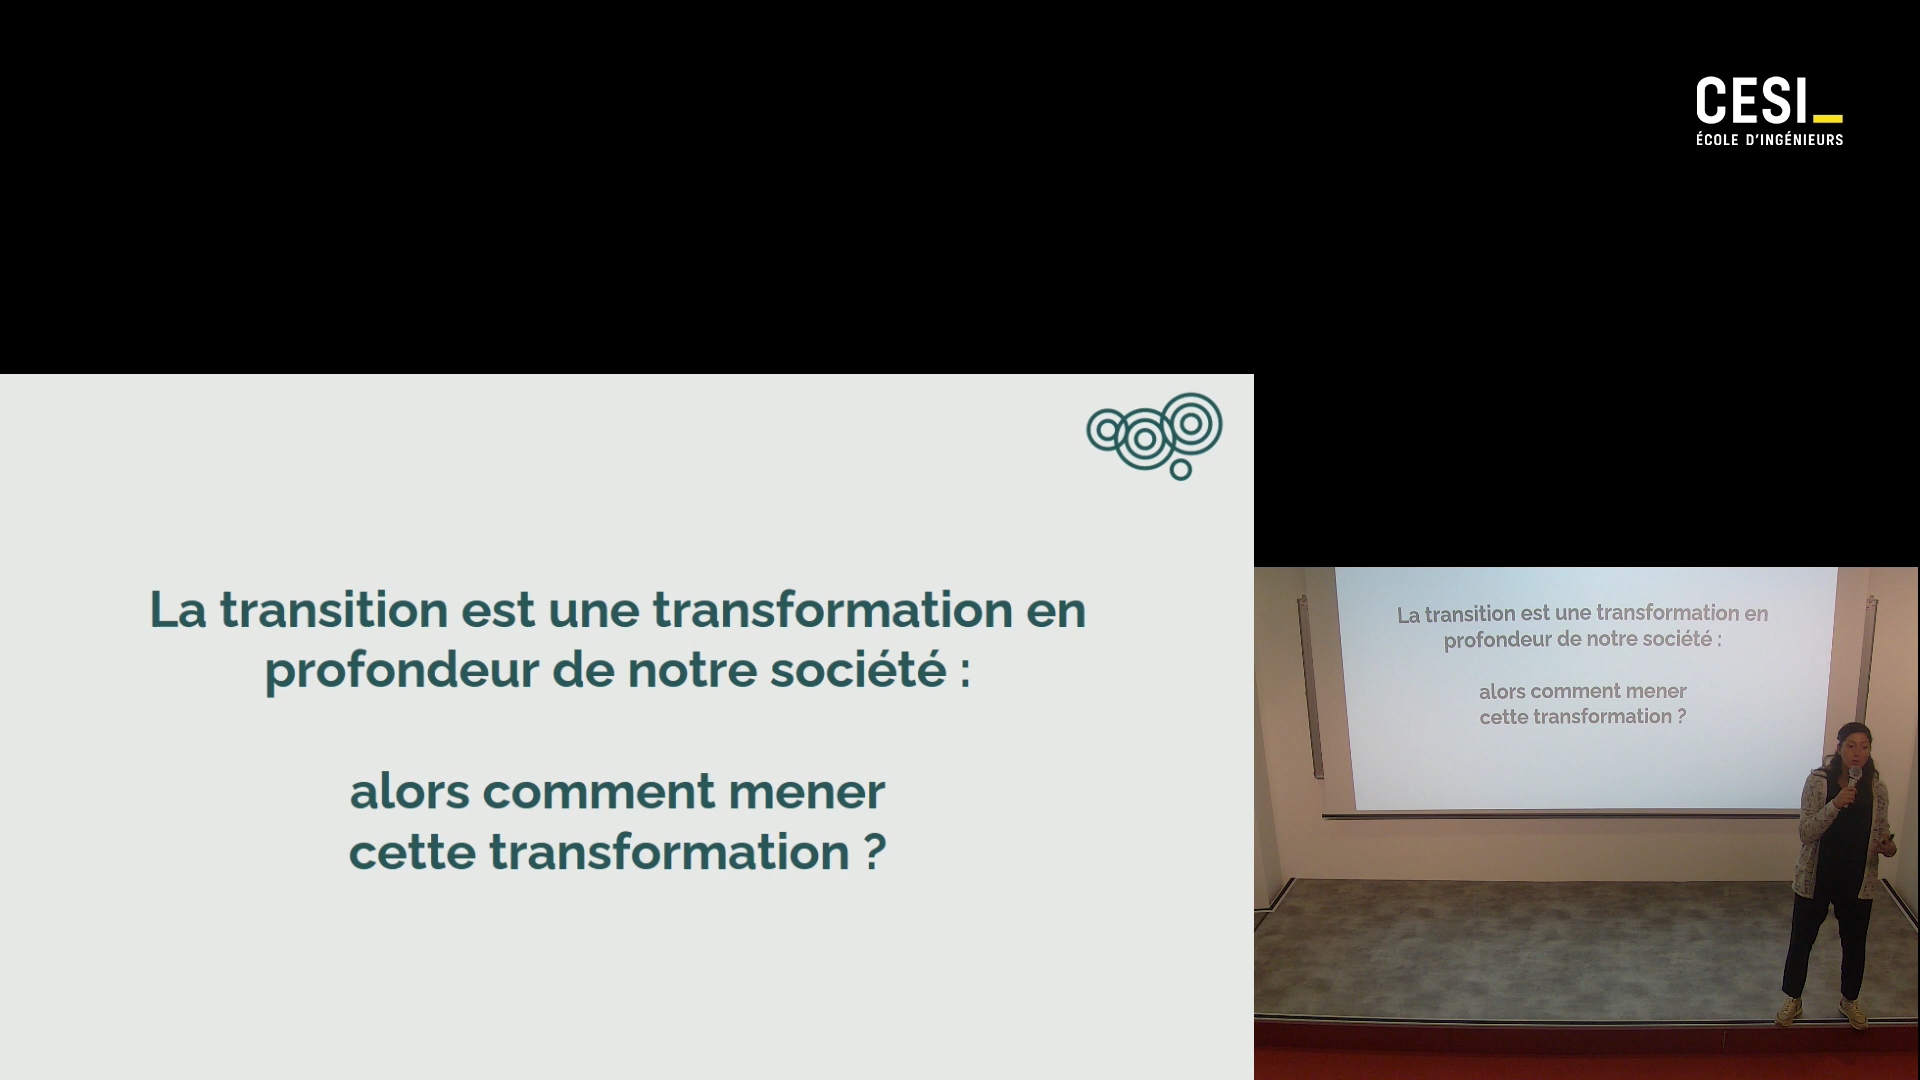 CESI_
ÉCOLE D'INGÉNIEURS
La transition est une transformation en
profondeur de notre société :
alors comment mener
cette transformation ?
La transition est une transformation en
profondeur de notre société :
alors comment mener
cette transformation ?